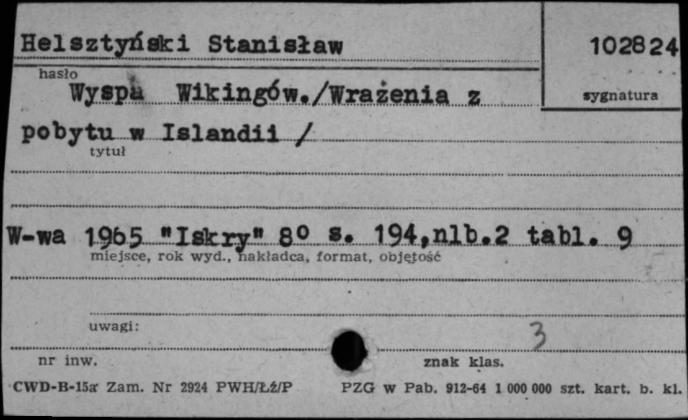 Helsztyński Stanisław
102824
hasło
sygnatura
Wyspa Wikingów./Wrażenia z
pobytu w Islandii /
tytuł
W-wa 1965 "Iskry" 8º s. 194,nlb.2 tabl. 9
miejsce, rok wyd., nakładca, format, objętość
uwagi:
3
nr inw.
znak klas.
CWD-B-15a Zam. Nr 2924 PWH/ŁŻ/P PZG w Pab. 912-64 1 000 000 szt. kart. b. kl.